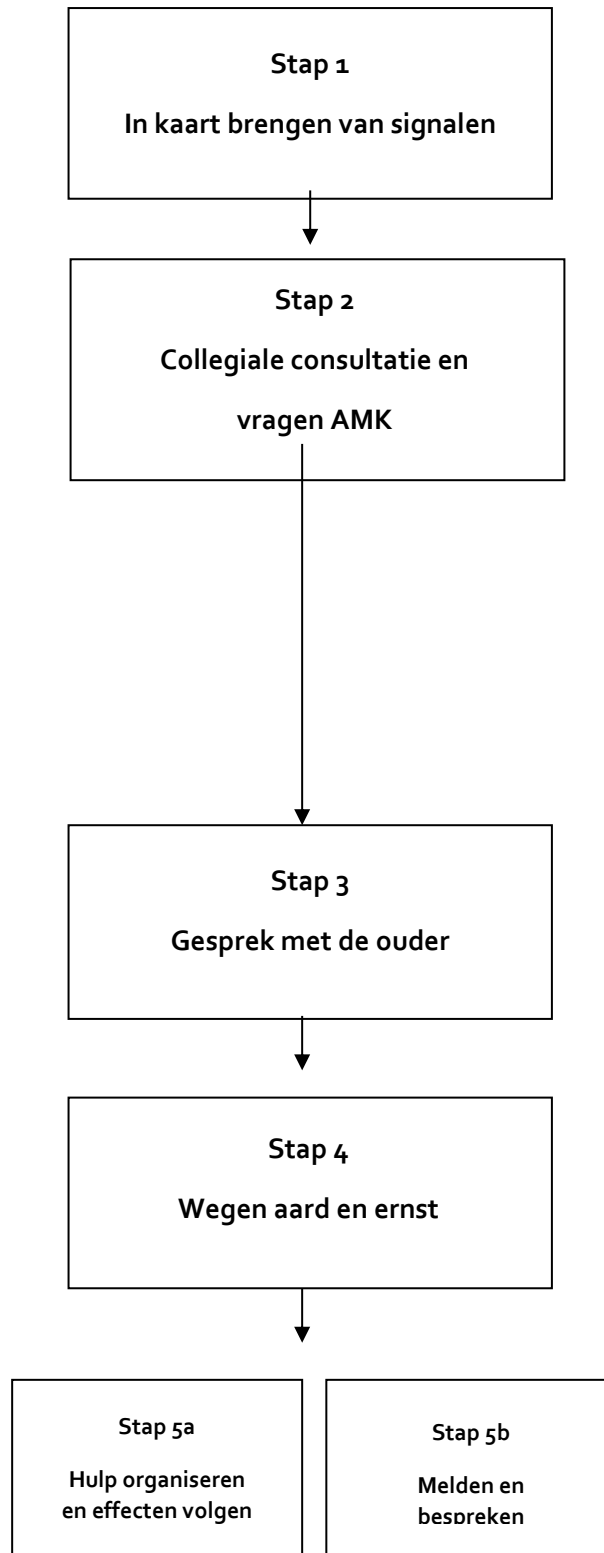 Stap 1
In kaart brengen van signalen
Stap 2
Collegiale consultatie en
vragen AMK
Stap 3
Gesprek met de ouder
Stap 4
Wegen aard en ernst
Stap 5a
Hulp organiseren
en effecten volgen
Stap 5b
Melden en
bespreken